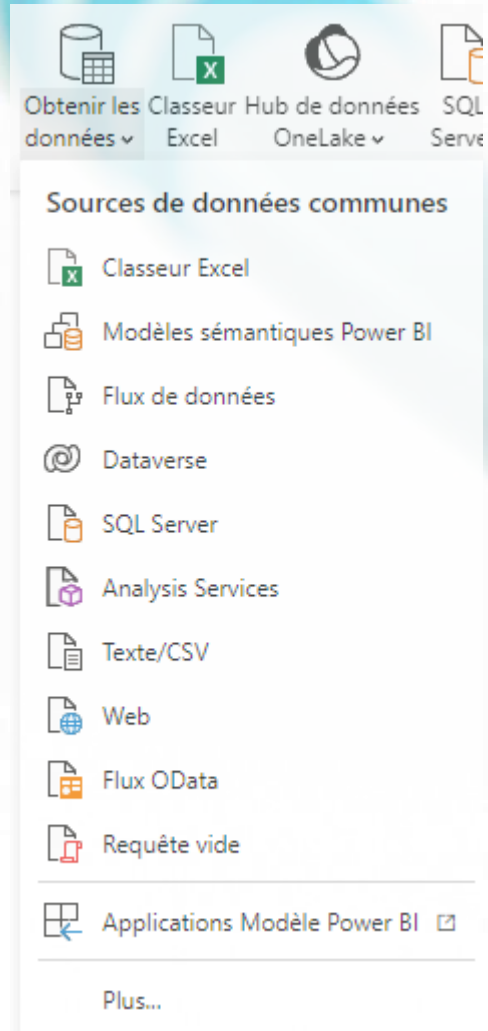 Obtenir les Classeur Hub de données SQL
données Excel OneLake Serve
Sources de données communes
Classeur Excel
Modèles sémantiques Power BI
Flux de données
Dataverse
SQL Server
Analysis Services
Texte/CSV
Web
Flux OData
Requête vide
Applications Modèle Power BI
Plus...